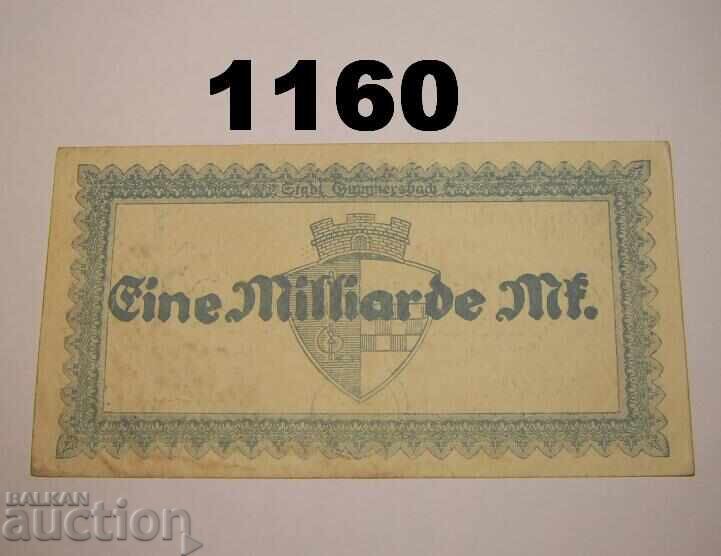 1160
Stadt Gummersbach
Eine Milliarde Mk.
BALKAN
auction